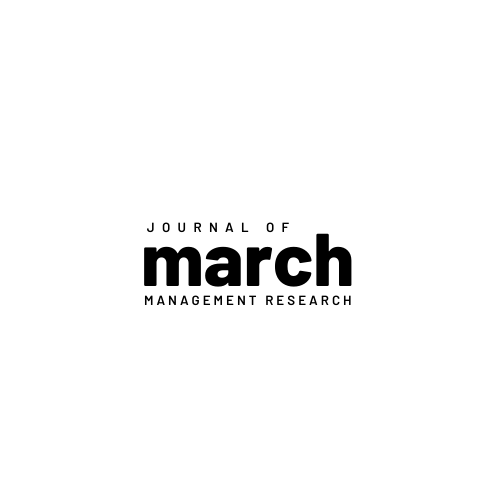 JOURNAL OF
march
MANAGEMENT RESEARCH